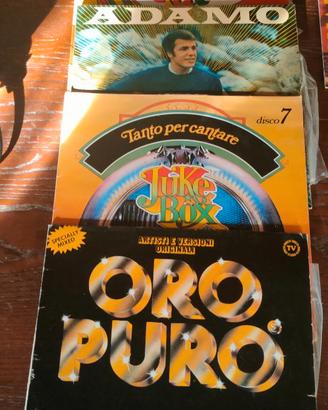 ADAMO
disco 7
Tanto per cantare
Juke
Box
SPECIALLY
MIXED
ARTISTI E VERSIONI
ORIGINALI
TV
ORO
PURO